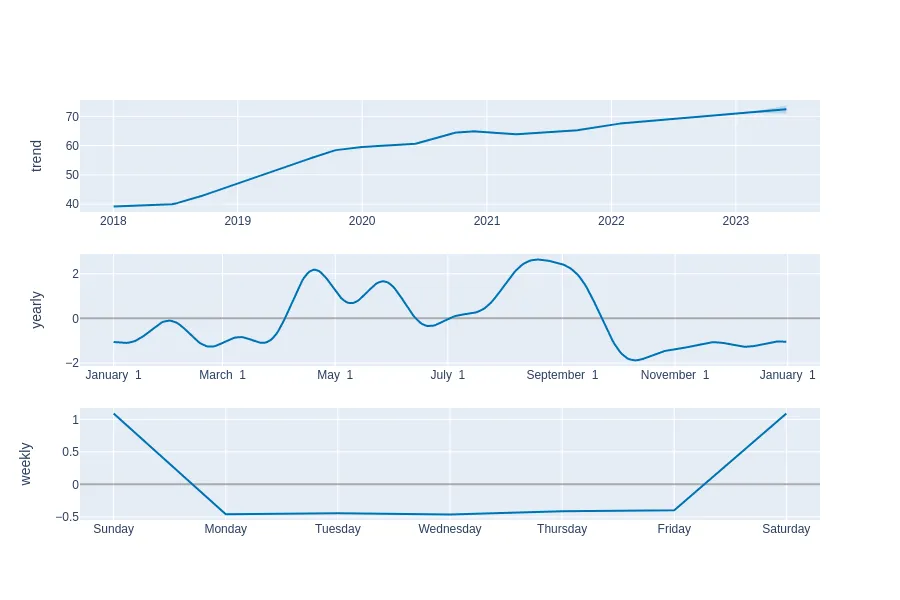 trend
70
60
50
40
2018 2019 2020 2021 2022 2023
yearly
2
0
−2
January 1 March 1 May 1 July 1 September 1 November 1 January 1
weekly
1
0.5
0
−0.5
Sunday Monday Tuesday Wednesday Thursday Friday Saturday